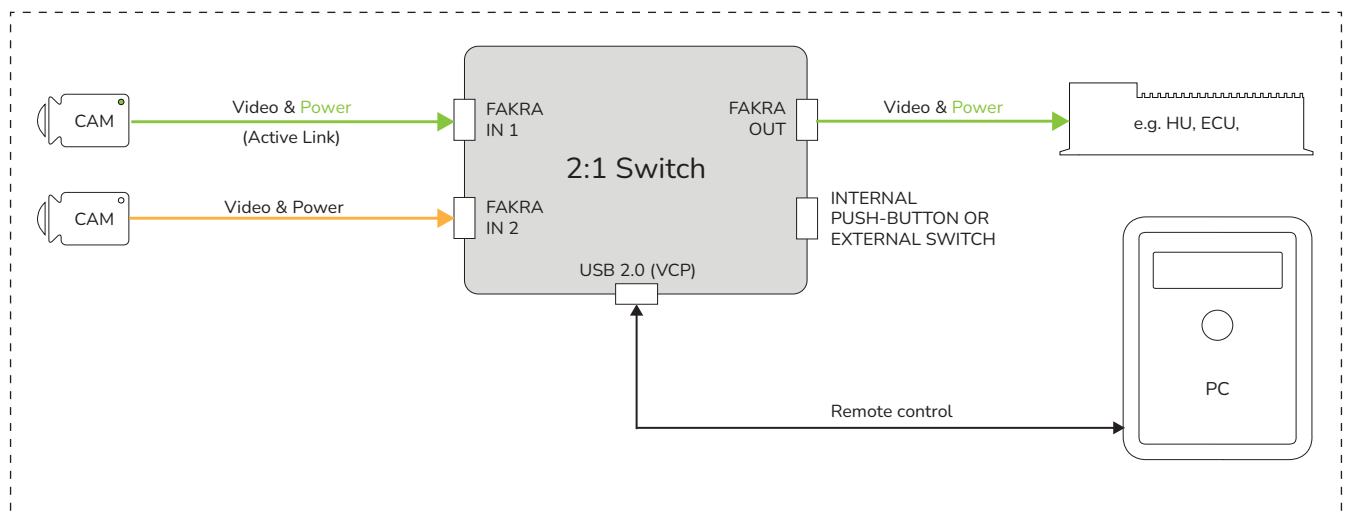 CAM
Video & Power
(Active Link)
FAKRA
IN 1
FAKRA
OUT
Video & Power
e.g. HU, ECU,
2:1 Switch
CAM
Video & Power
FAKRA
IN 2
INTERNAL
PUSH-BUTTON OR
EXTERNAL SWITCH
USB 2.0 (VCP)
PC
Remote control